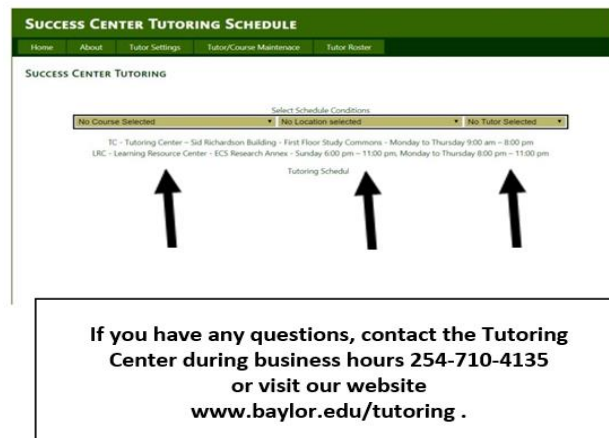 SUCCESS CENTER TUTORING SCHEDULE
Home About Tutor Settings Tutor/Course Maintenace Tutor Roster
SUCCESS CENTER TUTORING
Select Schedule Conditions
No Course Selected No Location selected No Tutor Selected
TC - Tutoring Center – Sid Richardson Building - First Floor Study Commons - Monday to Thursday 9:00 am – 8:00 pm
LRC - Learning Resource Center - ECS Research Annex - Sunday 6:00 pm – 11:00 pm, Monday to Thursday 8:00 pm – 11:00 pm
Tutoring Schedul
If you have any questions, contact the Tutoring
Center during business hours 254-710-4135
or visit our website
www.baylor.edu/tutoring .